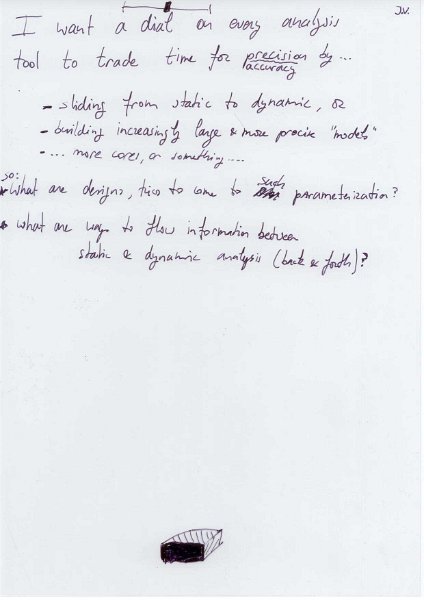 J.V.
I want a dial on every analysis
tool to trade time for precision by...
accuracy
- sliding from static to dynamic, or
- building increasingly large & more precise "models"
- ... more cores, or something....
so:
• What are designs, trics to come to such parameterization?
• what are ways to flow information between
static & dynamic analysis (back & forth)?